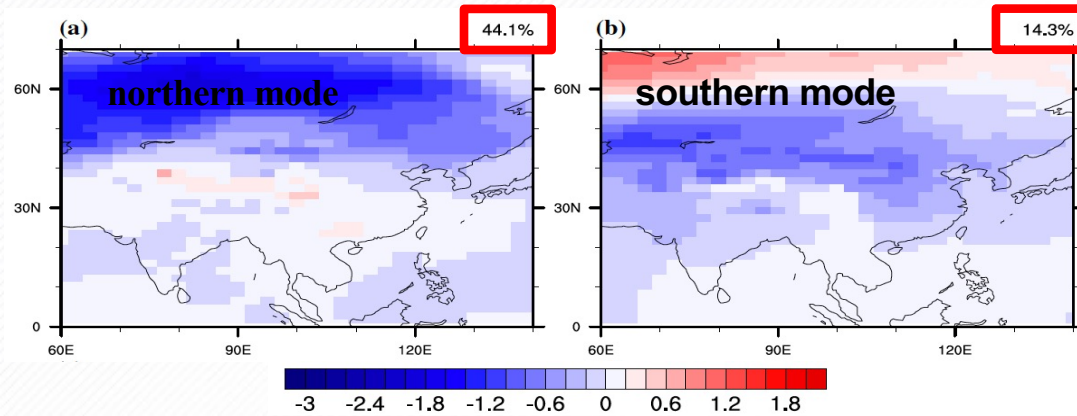 (a) 44.1% (b) 14.3%
60N 60N
northern mode southern mode
30N 30N
0 0
60E 90E 120E 60E 90E 120E
-3 -2.4 -1.8 -1.2 -0.6 0 0.6 1.2 1.8